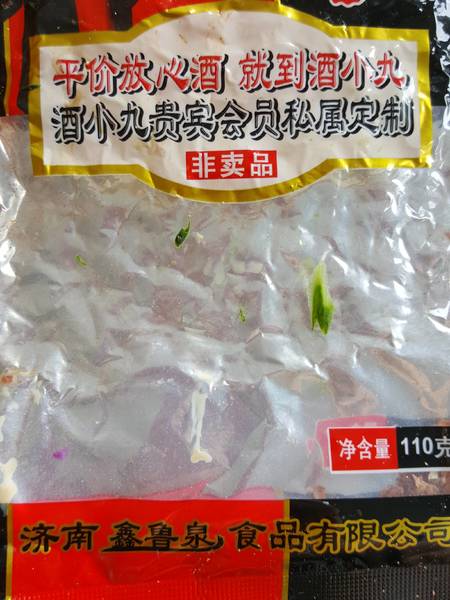 平价放心酒 就到酒小九
酒小九贵宾会员私属定制
非卖品
净含量 110克
济南鑫鲁泉食品有限公司